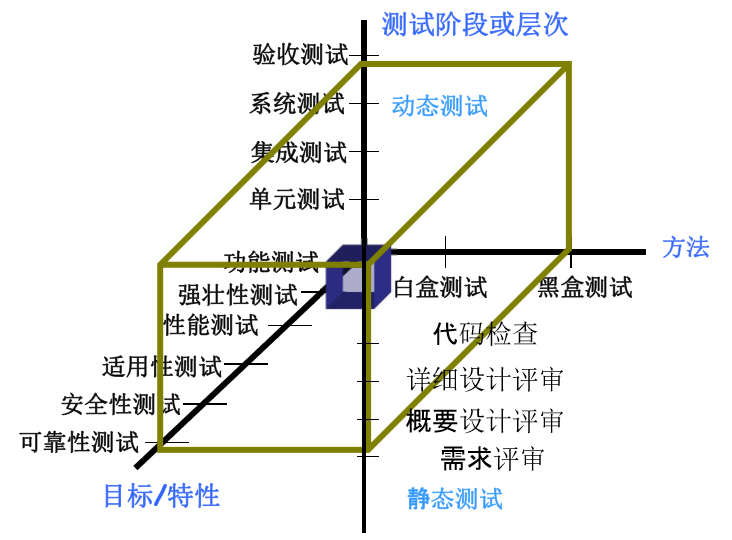 测试阶段或层次
验收测试
系统测试
动态测试
集成测试
单元测试
方法
功能测试
白盒测试
黑盒测试
强壮性测试
性能测试
代码检查
适用性测试
详细设计评审
安全性测试
概要设计评审
可靠性测试
需求评审
目标/特性
静态测试